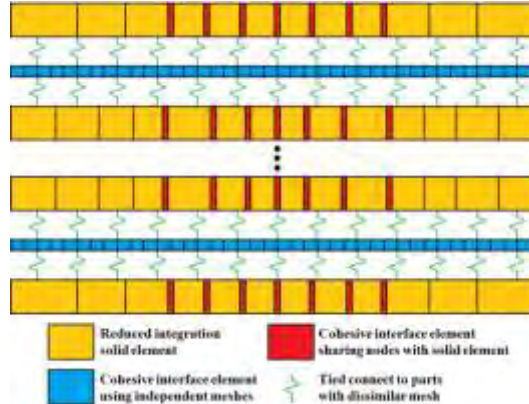 Reduced integration
solid element
Cohesive interface element
sharing nodes with solid element
Cohesive interface element
using independent meshes
Tied connect to parts
with dissimilar mesh